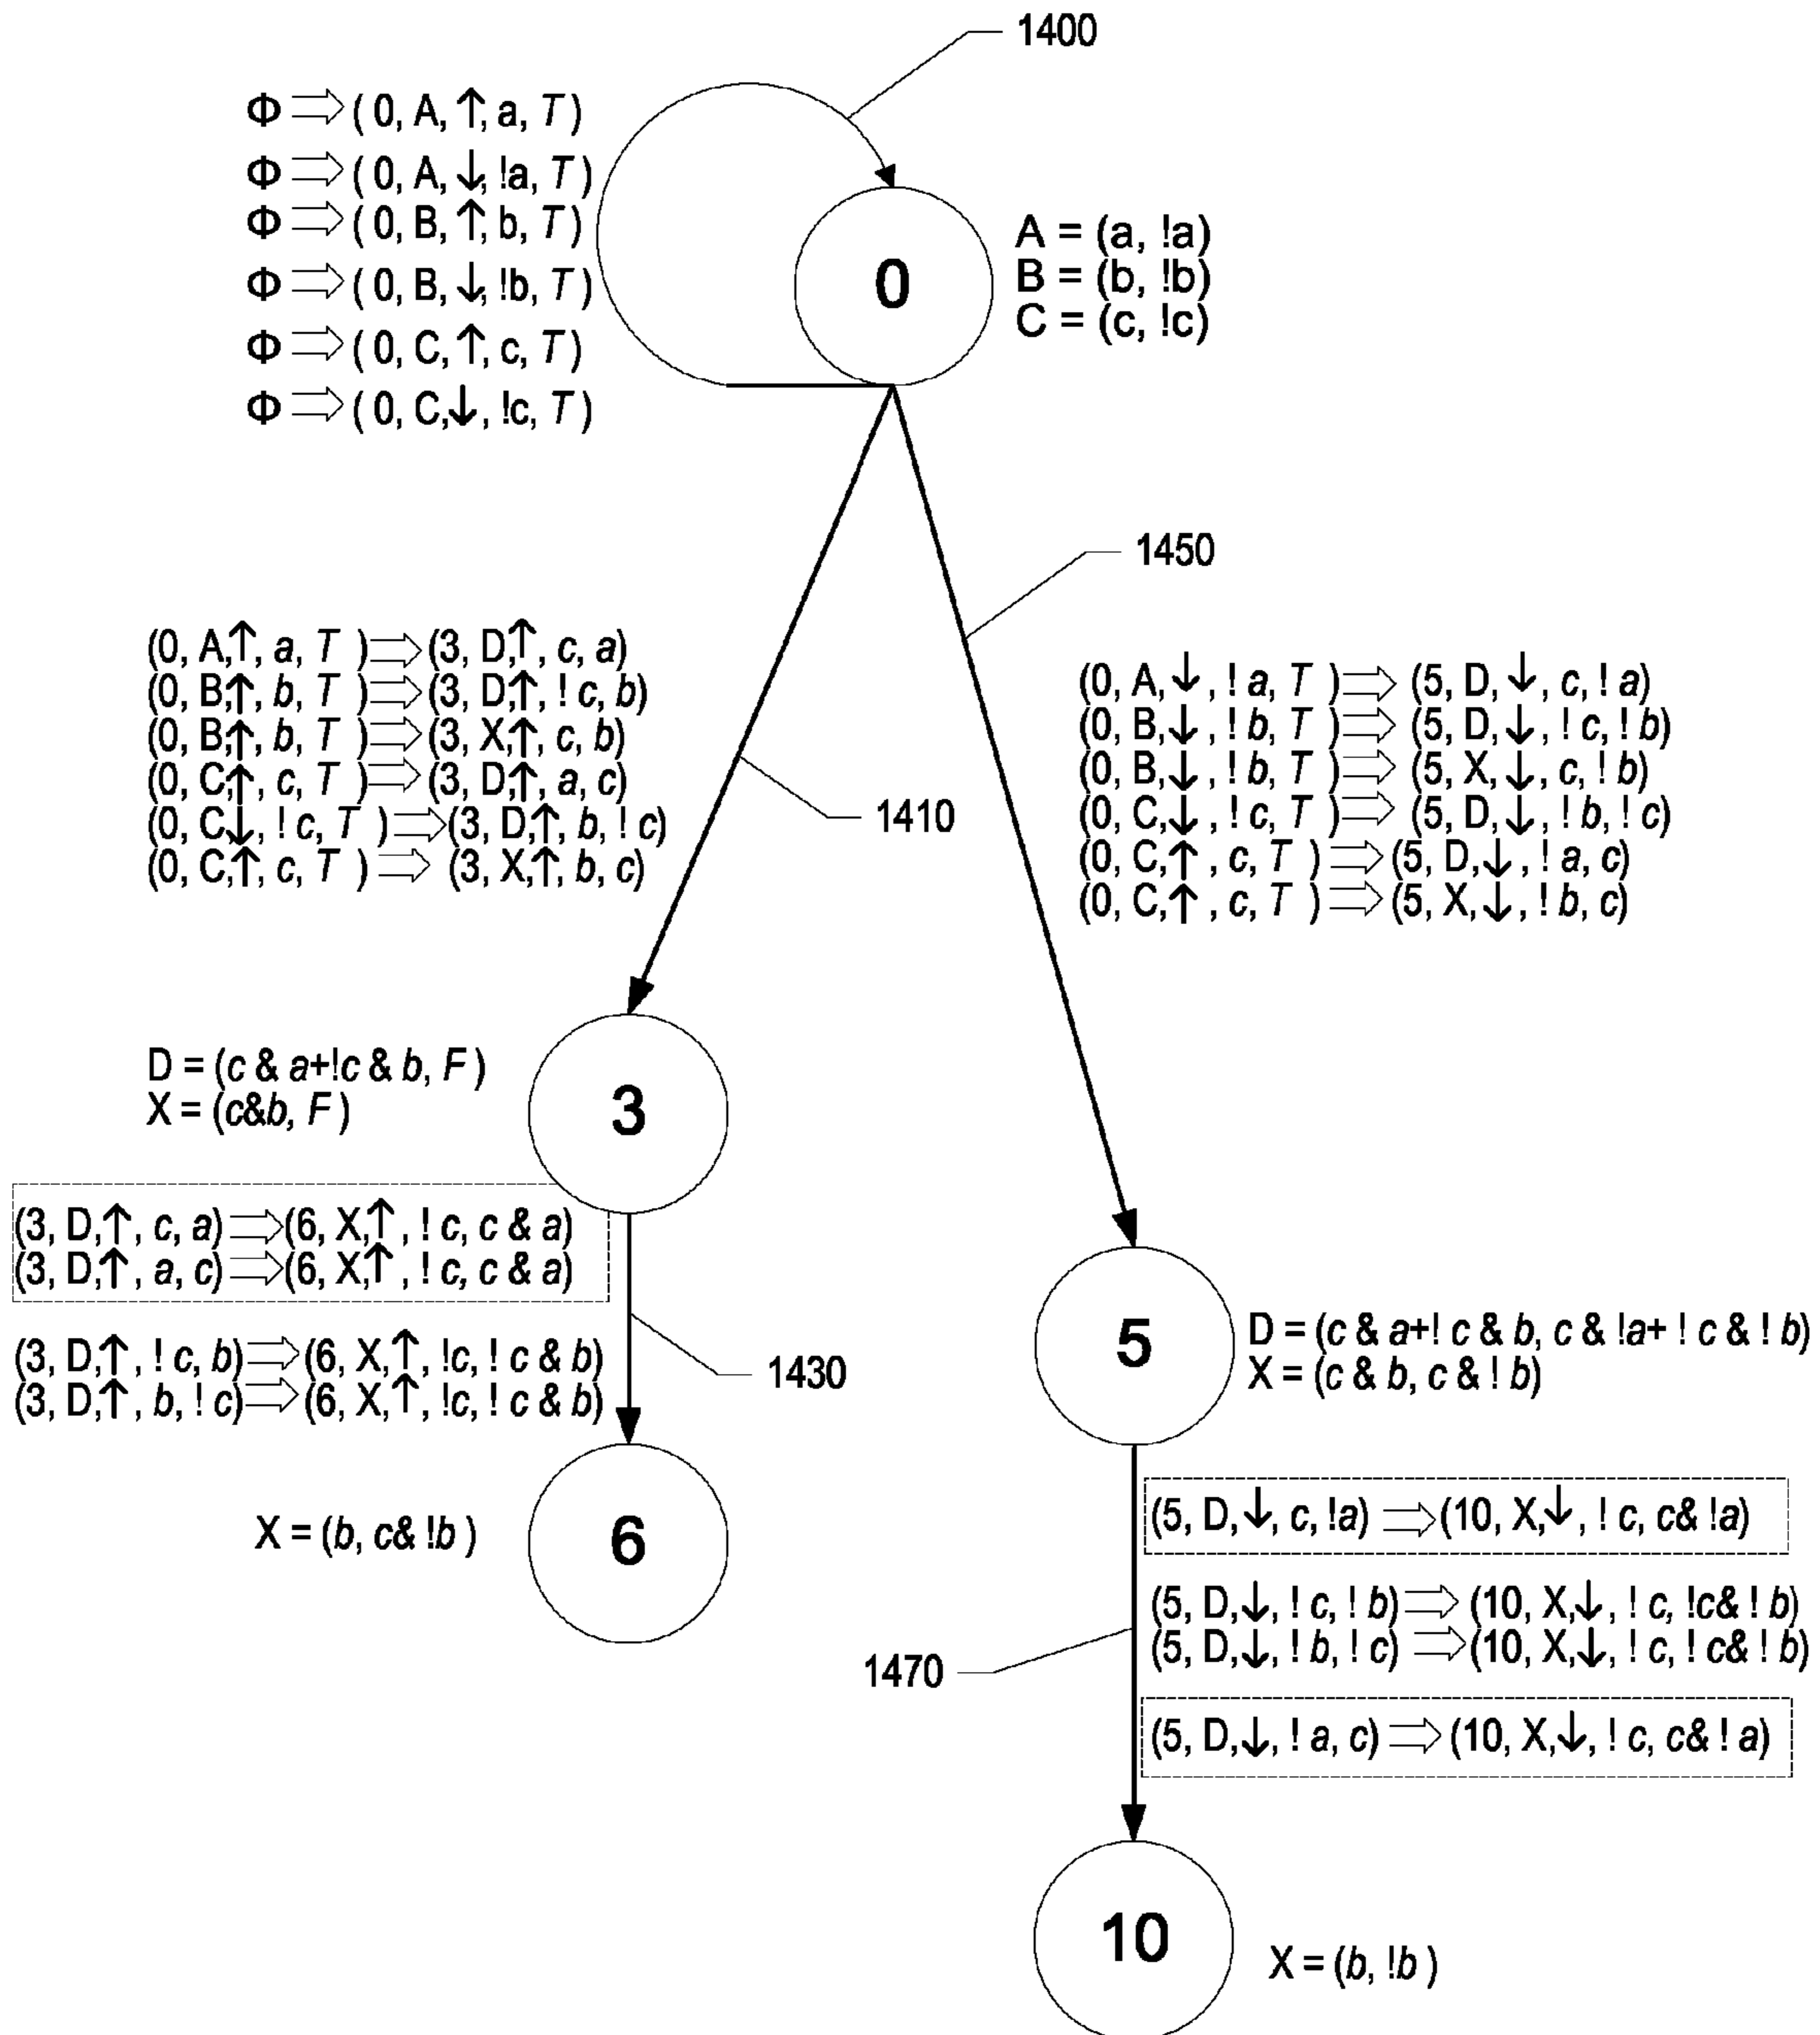 1400
Φ ⇒ ( 0, A, ↑, a, T )
Φ ⇒ ( 0, A, ↓, !a, T )
Φ ⇒ ( 0, B, ↑, b, T )
Φ ⇒ ( 0, B, ↓, !b, T )
Φ ⇒ ( 0, C, ↑, c, T )
Φ ⇒ ( 0, C, ↓, !c, T )
0
A = (a, !a)
B = (b, !b)
C = (c, !c)
1450
(0, A,↑, a, T ) ⇒ (3, D,↑, c, a)
(0, B,↑, b, T ) ⇒ (3, D,↑, ! c, b)
(0, B,↑, b, T ) ⇒ (3, X,↑, c, b)
(0, C,↑, c, T ) ⇒ (3, D,↑, a, c)
(0, C,↓, ! c, T ) ⇒ (3, D,↑, b, ! c)
(0, C,↑, c, T ) ⇒ (3, X,↑, b, c)
1410
(0, A,↓, ! a, T ) ⇒ (5, D,↓, c, ! a)
(0, B,↓, ! b, T ) ⇒ (5, D,↓, ! c, ! b)
(0, B,↓, ! b, T ) ⇒ (5, X,↓, c, ! b)
(0, C,↓, ! c, T ) ⇒ (5, D,↓, ! b, ! c)
(0, C,↑, c, T ) ⇒ (5, D,↓, ! a, c)
(0, C,↑, c, T ) ⇒ (5, X,↓, ! b, c)
D = (c & a+!c & b, F )
X = (c&b, F )
3
(3, D,↑, c, a) ⇒ (6, X,↑, ! c, c & a)
(3, D,↑, a, c) ⇒ (6, X,↑, ! c, c & a)
(3, D,↑, ! c, b) ⇒ (6, X,↑, !c, ! c & b)
(3, D,↑, b, ! c) ⇒ (6, X,↑, !c, ! c & b)
1430
5
D = (c & a+! c & b, c & !a+ ! c & ! b)
X = (c & b, c & ! b)
X = (b, c& !b )
6
(5, D,↓, c, !a) ⇒ (10, X,↓, ! c, c& !a)
(5, D,↓, ! c, ! b) ⇒ (10, X,↓, ! c, !c& ! b)
(5, D,↓, ! b, ! c) ⇒ (10, X,↓, ! c, ! c& ! b)
1470
(5, D,↓, ! a, c) ⇒ (10, X,↓, ! c, c& ! a)
10
X = (b, !b )